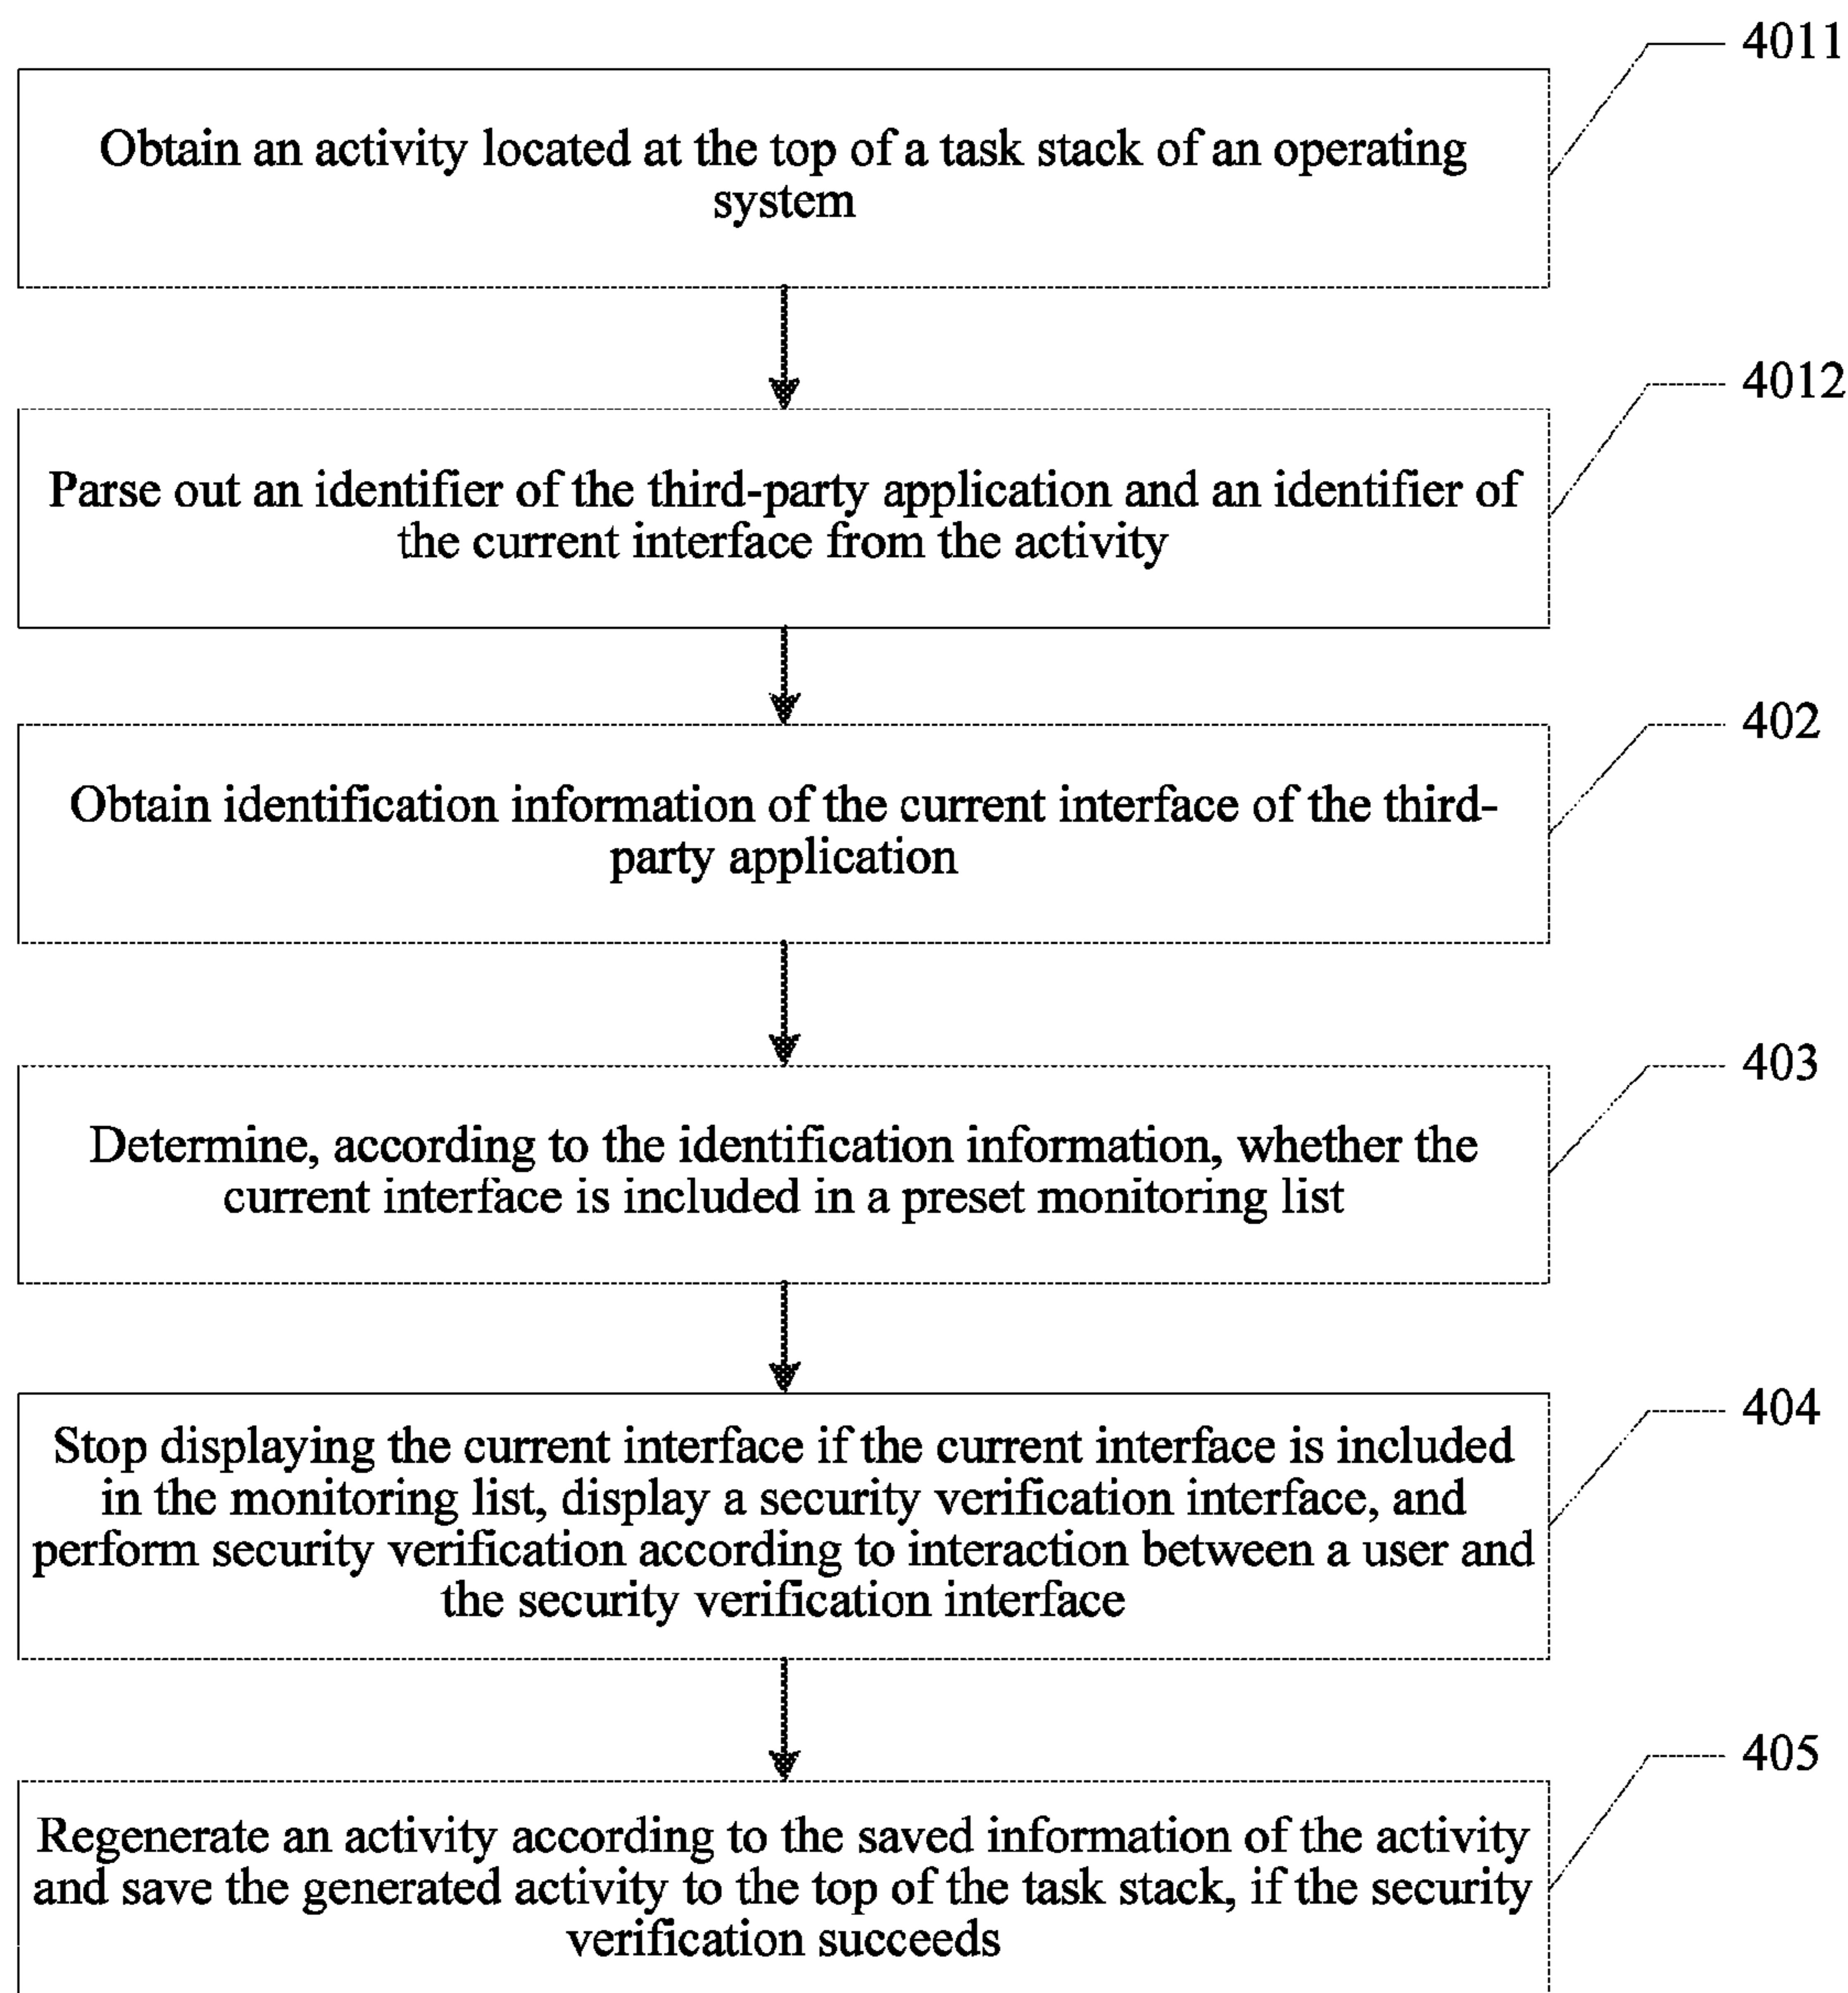 4011
Obtain an activity located at the top of a task stack of an operating
system
4012
Parse out an identifier of the third-party application and an identifier of
the current interface from the activity
402
Obtain identification information of the current interface of the third-
party application
403
Determine, according to the identification information, whether the
current interface is included in a preset monitoring list
404
Stop displaying the current interface if the current interface is included
in the monitoring list, display a security verification interface, and
perform security verification according to interaction between a user and
the security verification interface
405
Regenerate an activity according to the saved information of the activity
and save the generated activity to the top of the task stack, if the security
verification succeeds